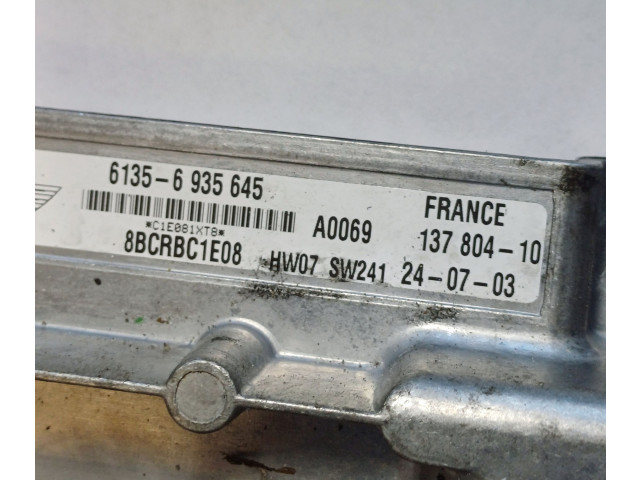 6135-6 935 645
*C1E081XT8*
8BCRBC1E08
A0069
HW07 SW241
FRANCE
137 804-10
24-07-03